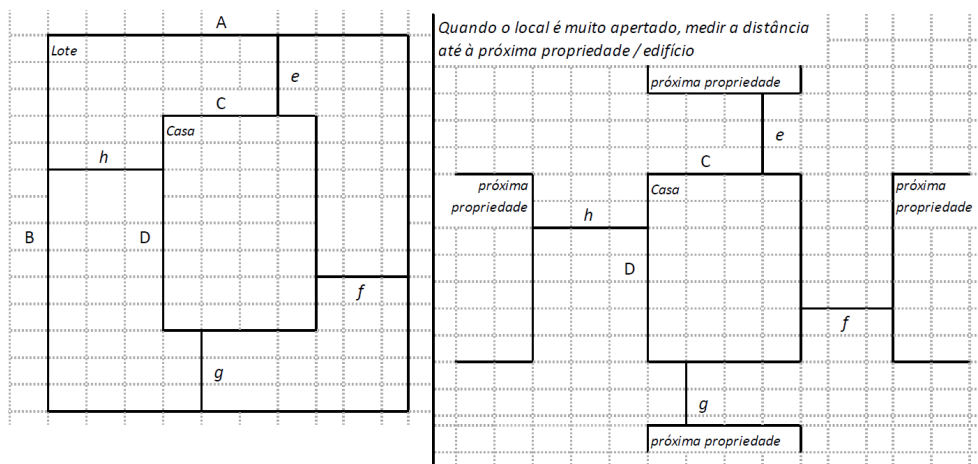 A
Lote
e
C
Casa
h
B
D
f
g
Quando o local é muito apertado, medir a distância
até à próxima propriedade / edifício
próxima propriedade
e
C
próxima
propriedade
Casa
próxima
propriedade
h
D
f
g
próxima propriedade